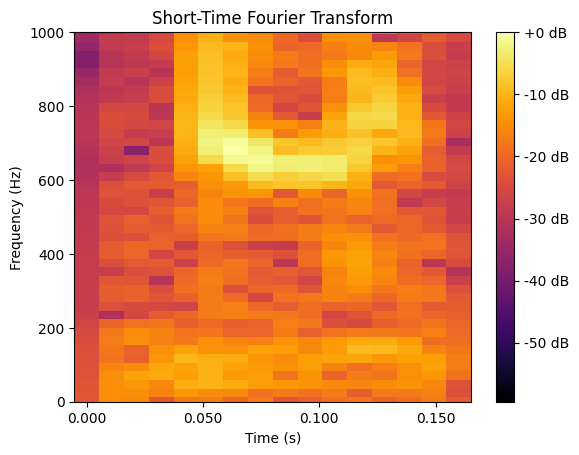 Short-Time Fourier Transform
1000
800
600
400
200
0
Frequency (Hz)
0.000
0.050
0.100
0.150
Time (s)
+0 dB
-10 dB
-20 dB
-30 dB
-40 dB
-50 dB